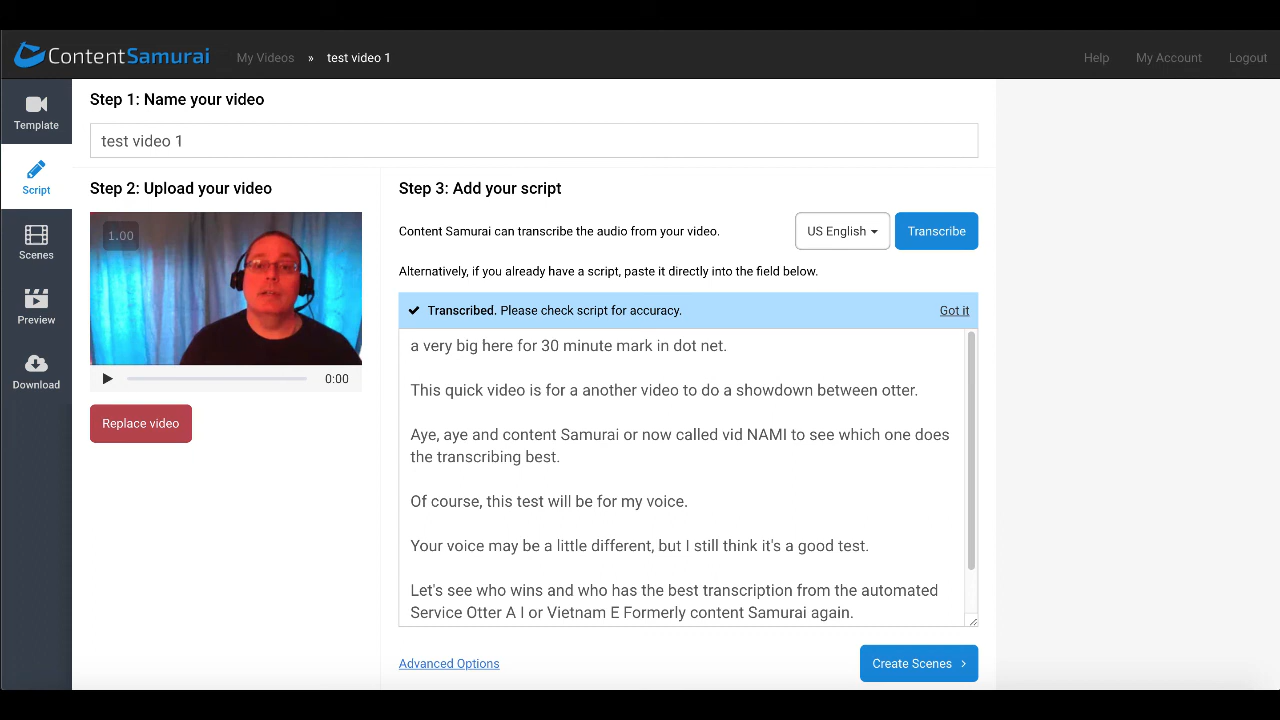 ContentSamurai My Videos » test video 1 Help My Account Logout
Template
Script
Scenes
Preview
Download
Step 1: Name your video
test video 1
Step 2: Upload your video
1.00
0:00
Replace video
Step 3: Add your script
Content Samurai can transcribe the audio from your video.
US English
Transcribe
Alternatively, if you already have a script, paste it directly into the field below.
Transcribed. Please check script for accuracy. Got it
a very big here for 30 minute mark in dot net.
This quick video is for a another video to do a showdown between otter.
Aye, aye and content Samurai or now called vid NAMI to see which one does
the transcribing best.
Of course, this test will be for my voice.
Your voice may be a little different, but I still think it's a good test.
Let's see who wins and who has the best transcription from the automated
Service Otter A I or Vietnam E Formerly content Samurai again.
Advanced Options
Create Scenes